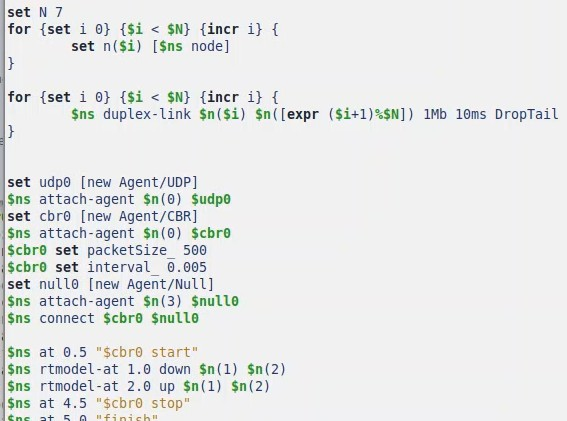 set N 7
for {set i 0} {$i < $N} {incr i} {
set n($i) [$ns node]
}
for {set i 0} {$i < $N} {incr i} {
$ns duplex-link $n($i) $n([expr ($i+1)%$N]) 1Mb 10ms DropTail
}
set udp0 [new Agent/UDP]
$ns attach-agent $n(0) $udp0
set cbr0 [new Agent/CBR]
$ns attach-agent $n(0) $cbr0
$cbr0 set packetSize_ 500
$cbr0 set interval_ 0.005
set null0 [new Agent/Null]
$ns attach-agent $n(3) $null0
$ns connect $cbr0 $null0
$ns at 0.5 "$cbr0 start"
$ns rtmodel-at 1.0 down $n(1) $n(2)
$ns rtmodel-at 2.0 up $n(1) $n(2)
$ns at 4.5 "$cbr0 stop"
$ns at 5.0 "finish"